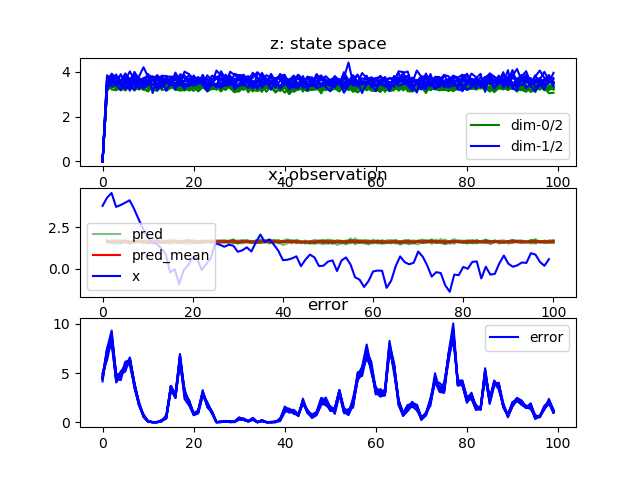 z: state space
4
2
0
dim-0/2
dim-1/2
0 20 40 60 80 100
x: observation
2.5
0.0
pred
pred_mean
x
0 20 40 60 80 100
error
10
5
0
error
0 20 40 60 80 100